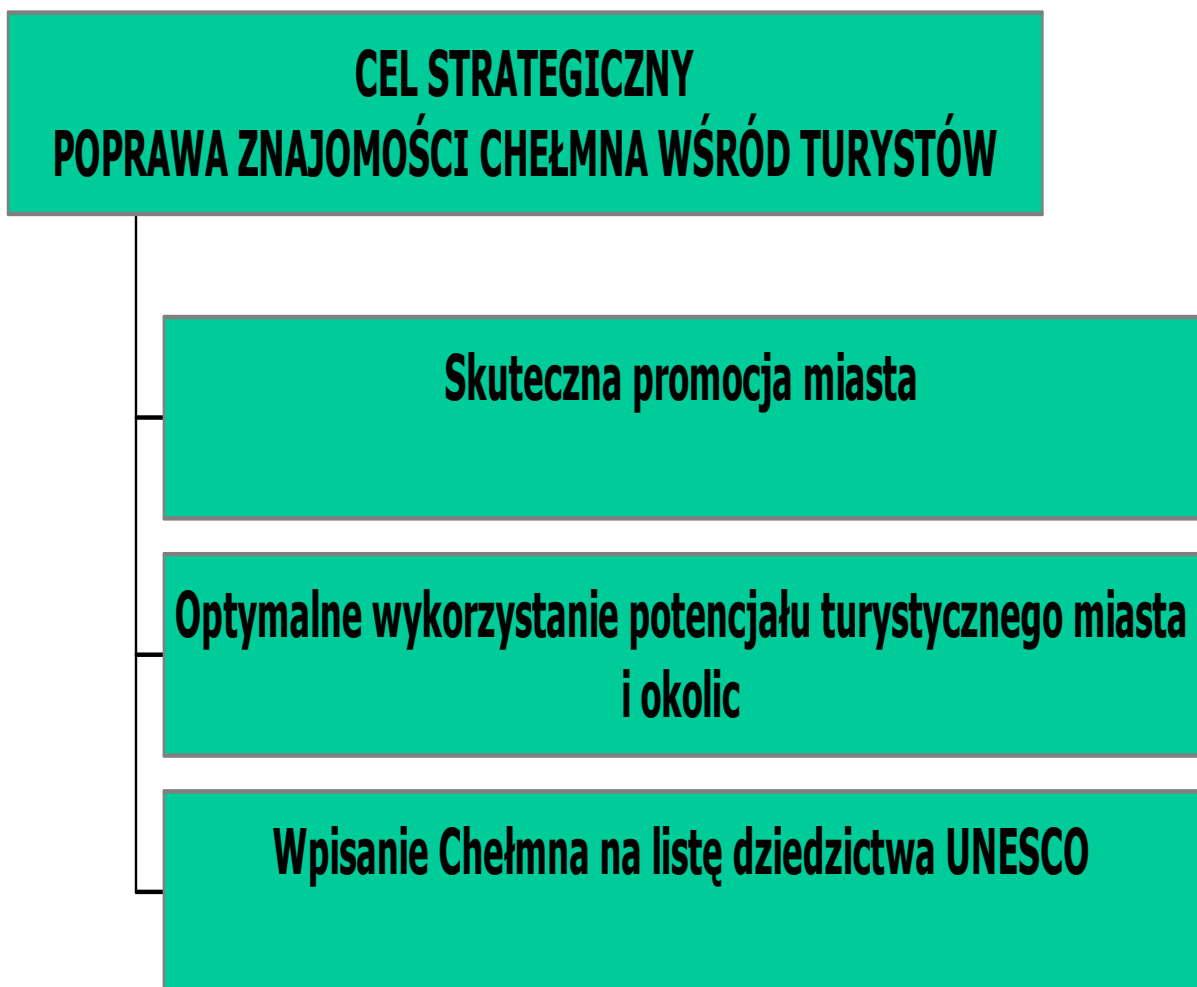 CEL STRATEGICZNY
POPRAWA ZNAJOMOŚCI CHEŁMNA WŚRÓD TURYSTÓW
Skuteczna promocja miasta
Optymalne wykorzystanie potencjału turystycznego miasta
i okolic
Wpisanie Chełmna na listę dziedzictwa UNESCO